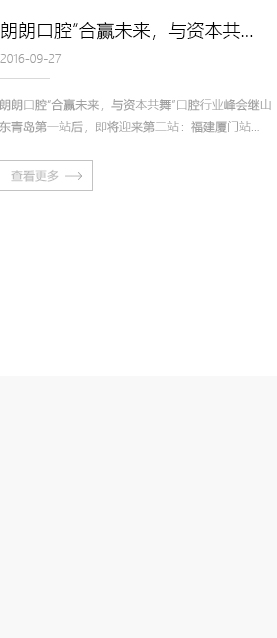 朗朗口腔“合赢未来，与资本共...
2016-09-27
朗朗口腔“合赢未来，与资本共舞”口腔行业峰会继山
东青岛第一站后，即将迎来第二站：福建厦门站...
查看更多